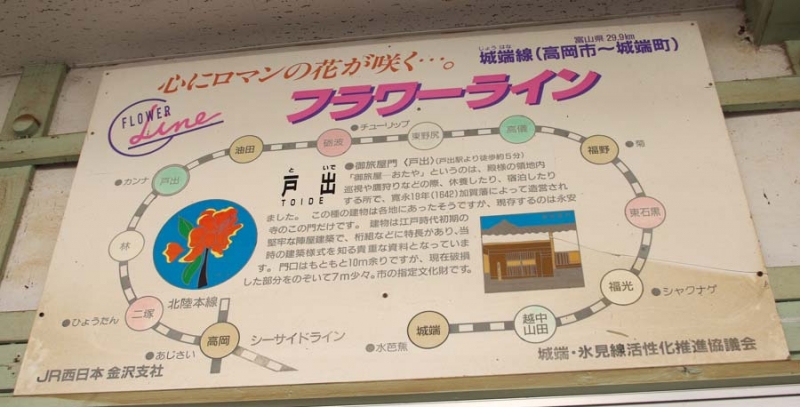 富山県 29.9km
じょうはな
城端線(高岡市～城端町)
心にロマンの花が咲く…。
フラワーライン
FLOWER
Line
●カンナ
戸出
油田
砺波
●チューリップ
東野尻
高儀
福野
●菊
東石黒
福光
●シャクナゲ
越中
山田
城端
●水芭蕉
林
二塚
●ひょうたん
高岡
●あじさい
北陸本線
シーサイドライン
と いで
戸出
TOIDE
●御旅屋門〈戸出〉(戸出駅より徒歩約5分)
「御旅屋―おたや」というのは、殿様の領地内
巡視や鷹狩りなどの際、休養したり、宿泊したり
する所で、寛永19年(1642)加賀藩によって造営され
ました。 この種の建物は各地にあったそうですが、現存するのは永安
寺のこの門だけです。 建物は江戸時代初期の
堅牢な陣屋建築で、桁組などに特長があり、当
時の建築様式を知る貴重な資料となっていま
す。 門口はもともと10m余りですが、現在破損
した部分をのぞいて7m少々。市の指定文化財です。
JR西日本 金沢支社
城端・氷見線活性化推進協議会